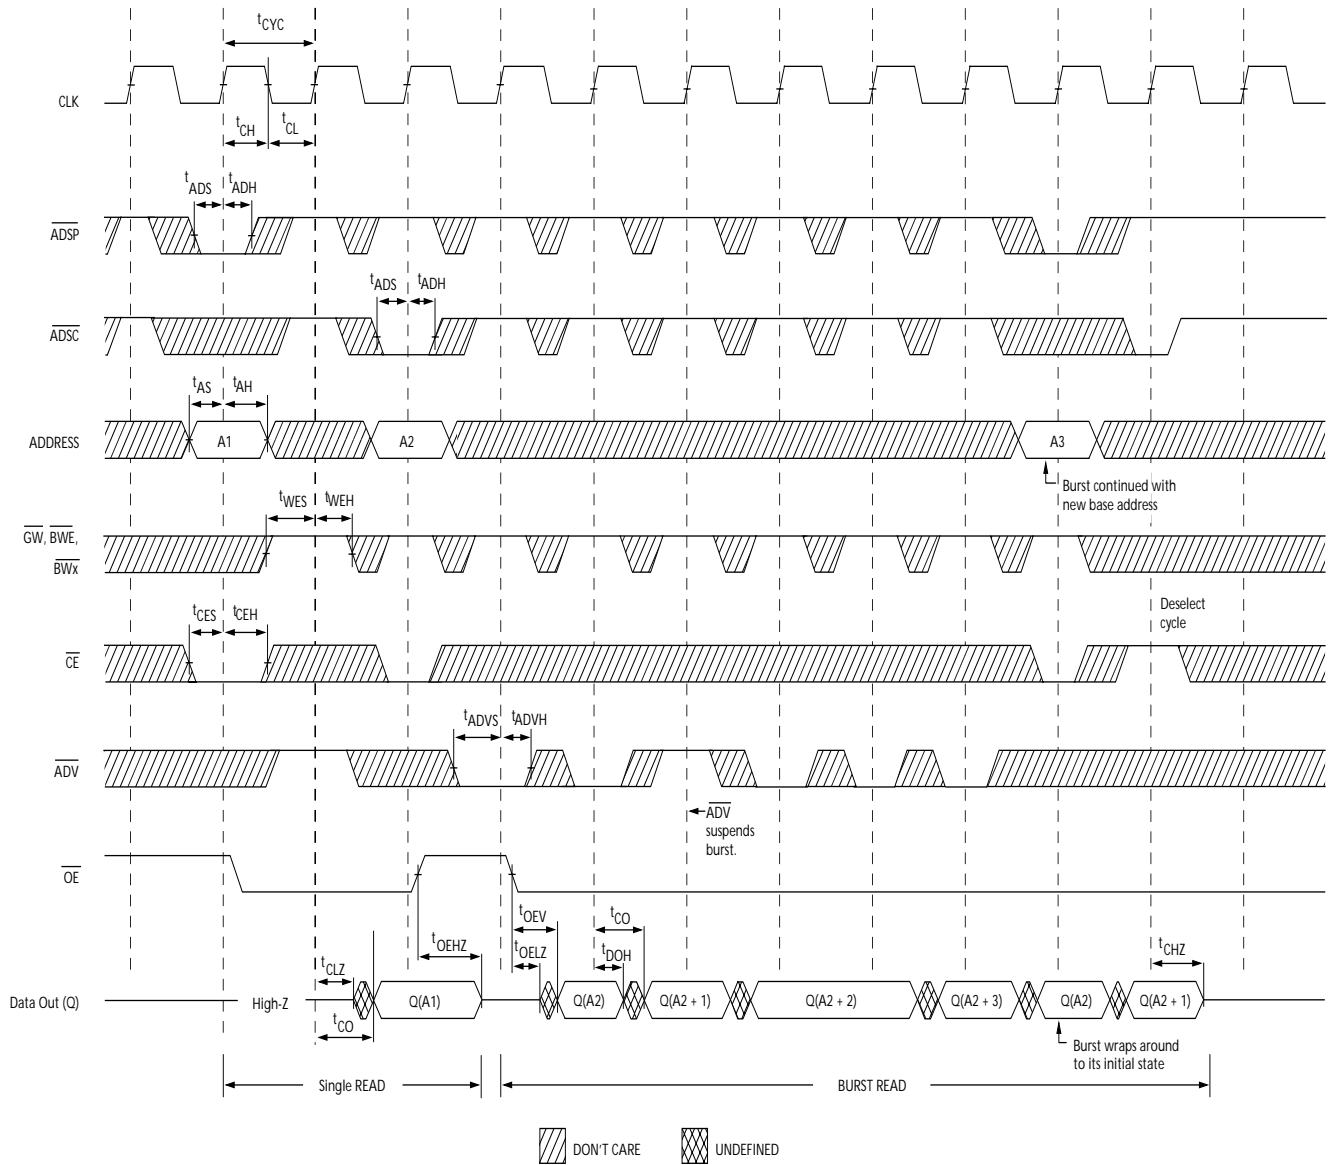 tCYC
CLK
tCH
tCL
tADS
tADH
ADSP
tADS
tADH
ADSC
tAS
tAH
ADDRESS
A1
A2
A3
Burst continued with
new base address
tWES
tWEH
GW, BWE,
BWx
Deselect
cycle
tCES
tCEH
CE
tADVS
tADVH
ADV
ADV
suspends
burst.
OE
tOEV
tCO
tOEHZ
tOELZ
tDOH
tCHZ
tCLZ
Data Out (Q)
High-Z
Q(A1)
Q(A2)
Q(A2 + 1)
Q(A2 + 2)
Q(A2 + 3)
Q(A2)
Q(A2 + 1)
tCO
Burst wraps around
to its initial state
Single READ
BURST READ
DON'T CARE
UNDEFINED